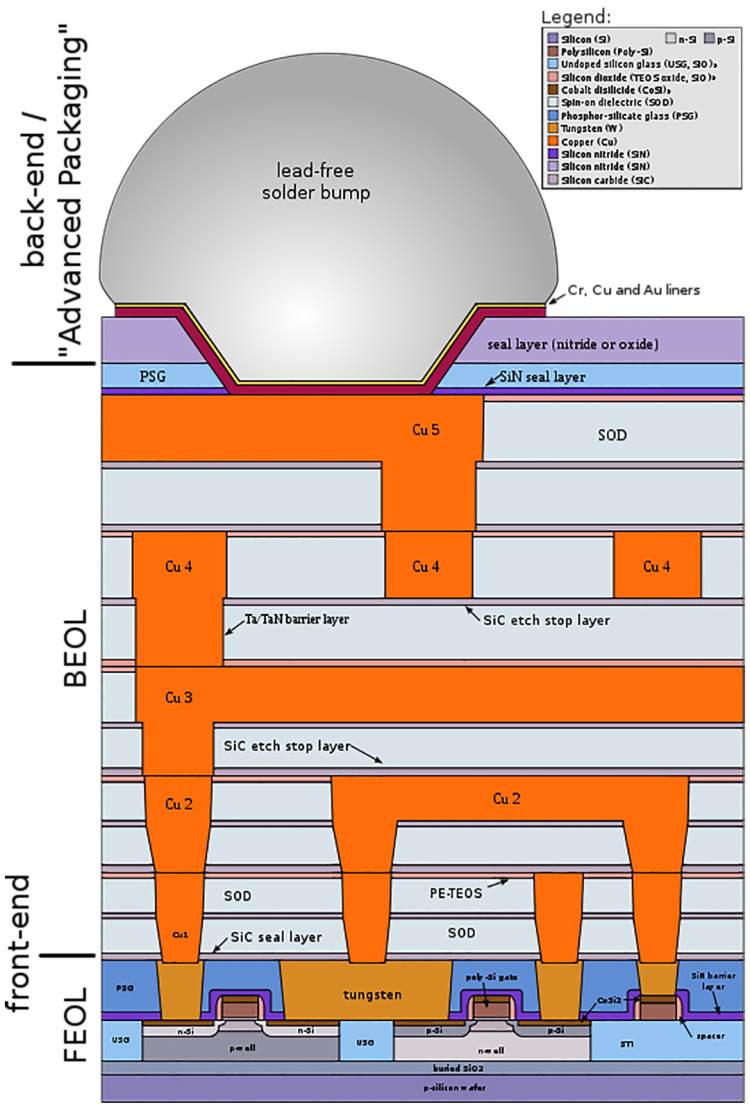 Legend:
Silicon (Si)
n-Si
p-Si
Polysilicon (Poly-Si)
Undoped silicon glass (USG, SIO)₂
Silicon dioxide (TEOS oxide, SIO)²
Cobalt disilicide (CoSi)₂
Spin-on dielectric (SOD)
Phosphor-silicate glass (PSG)
Tungsten (W)
Copper (Cu)
Silicon nitride (SiN)
Silicon nitride (SiN)
Silicon carbide (SiC)
back-end /
"Advanced Packaging"
lead-free
solder bump
Cr, Cu and Au liners
seal layer (nitride or oxide)
PSG
SiN seal layer
Cu 5
SOD
Cu 4
Cu 4
Cu 4
BEOL
Ta/TaN barrier layer
SiC etch stop layer
Cu 3
SiC etch stop layer
Cu 2
Cu 2
front-end
SOD
PE-TEOS
Cu1
SiC seal layer
SOD
FEOL
PSG
tungsten
poly-Si gate
CoSi2
SiN barrier
layer
USG
n-Si
n-Si
p-well
USG
p-Si
p-Si
n-well
STI
spacer
buried SiO2
p-silicon wafer